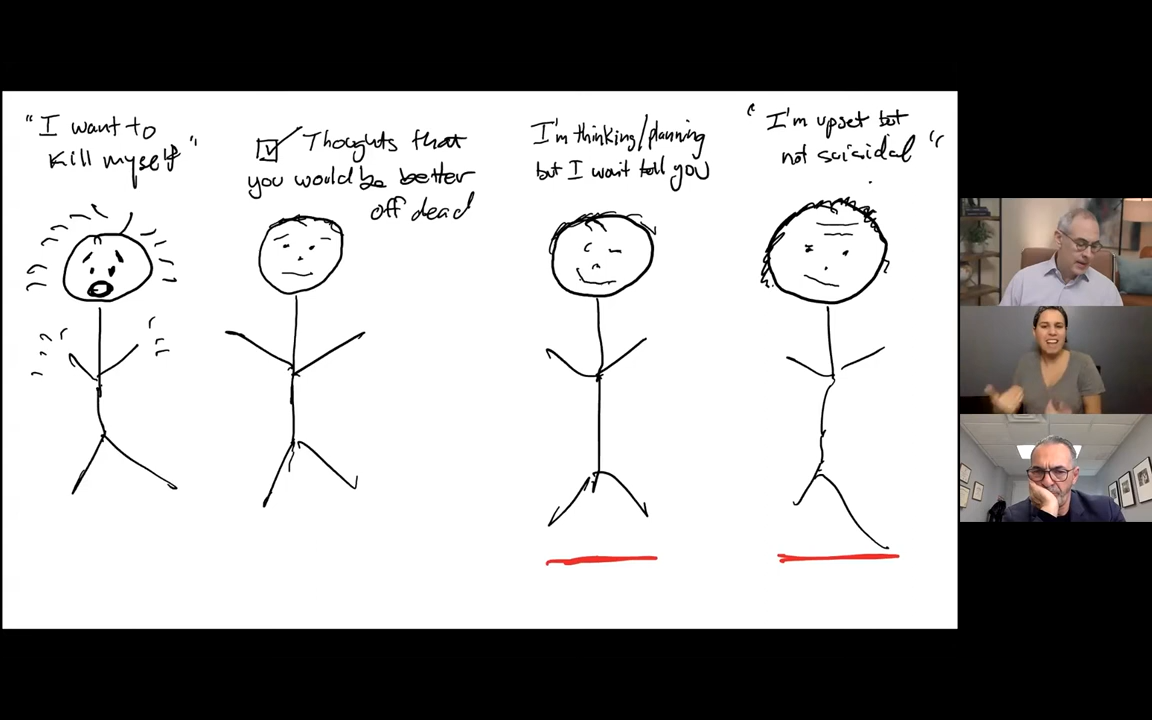 "I want to
kill myself"
Thoughts that
you would be better
off dead
I'm thinking/planning
but I won't tell you
"I'm upset but
not suicidal"